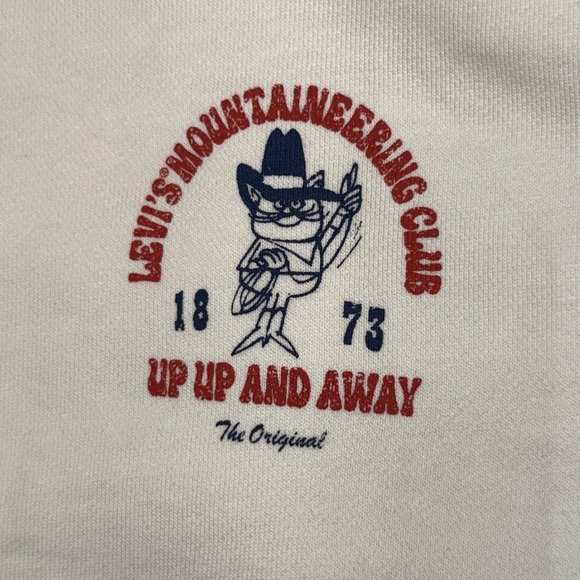 LEVI'S® MOUNTAINEERING CLUB
18 73
UP UP AND AWAY
The Original